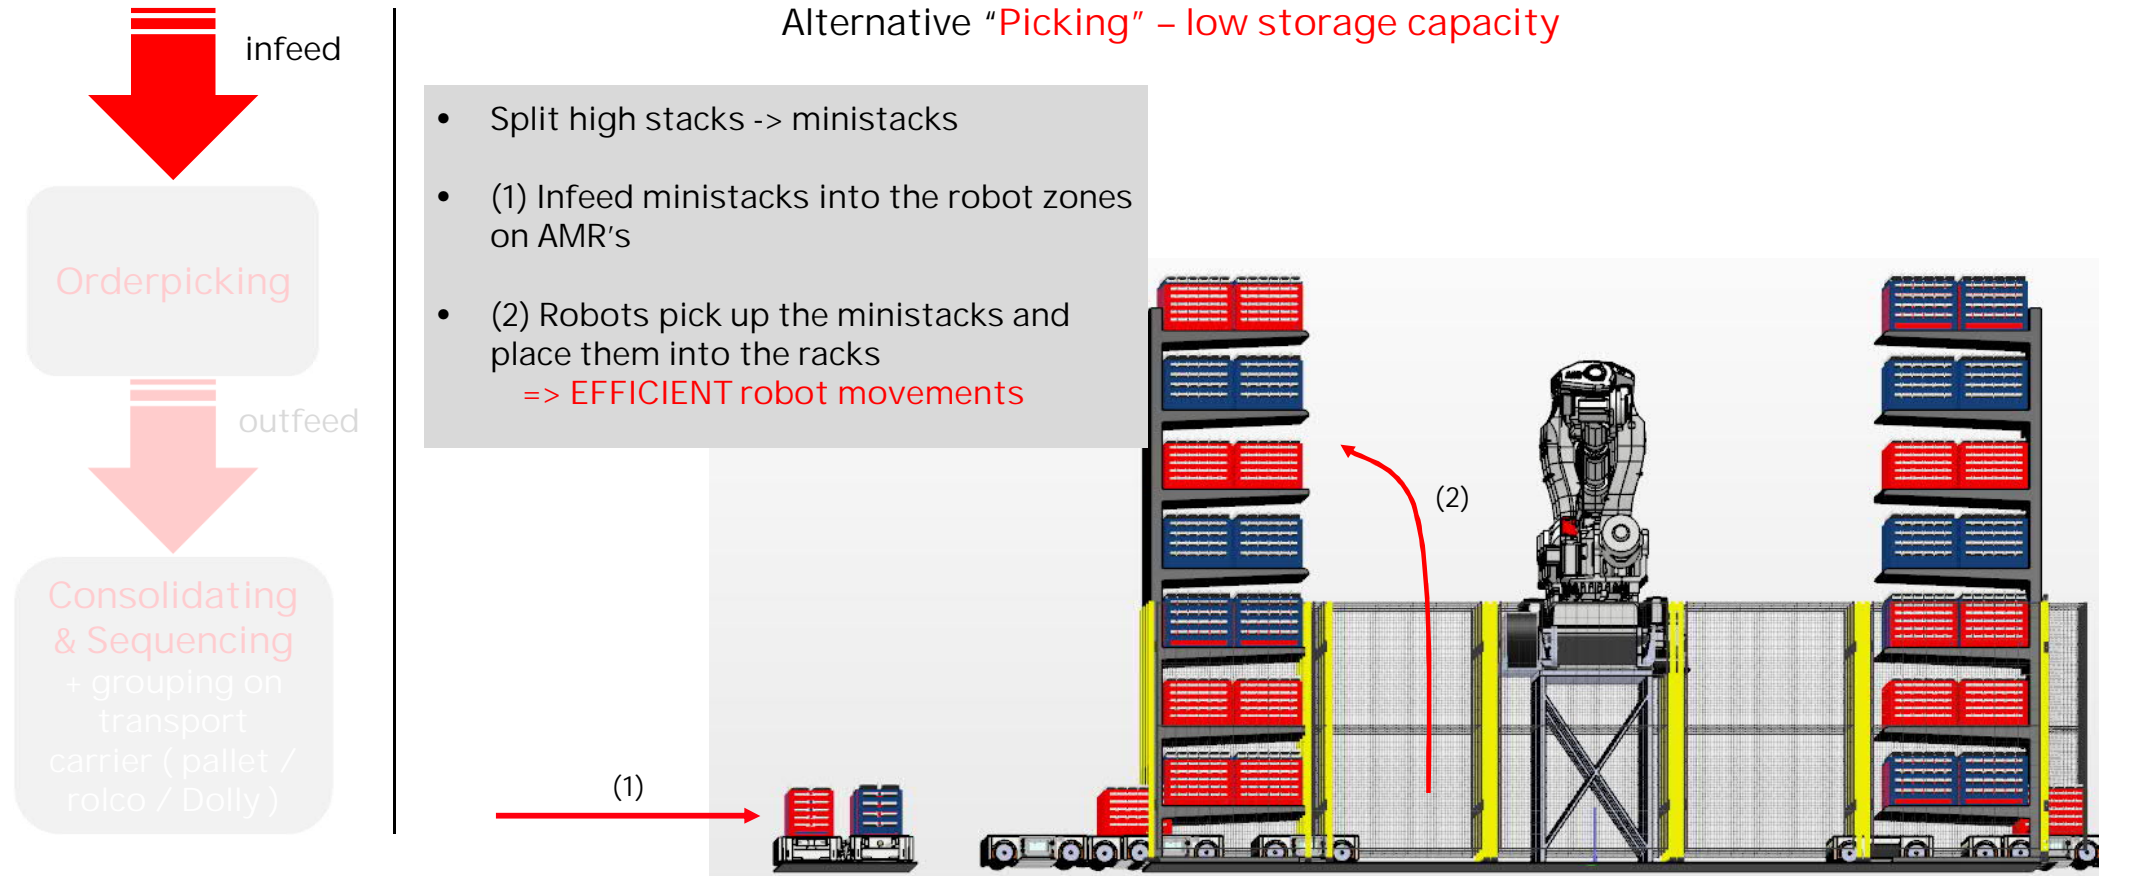 infeed
Orderpicking
outfeed
Consolidating
& Sequencing
+ grouping on
transport
carrier ( pallet /
rolco / Dolly )
Alternative “Picking” – low storage capacity
• Split high stacks -> ministacks
• (1) Infeed ministacks into the robot zones
on AMR’s
• (2) Robots pick up the ministacks and
place them into the racks
=> EFFICIENT robot movements
(2)
(1)